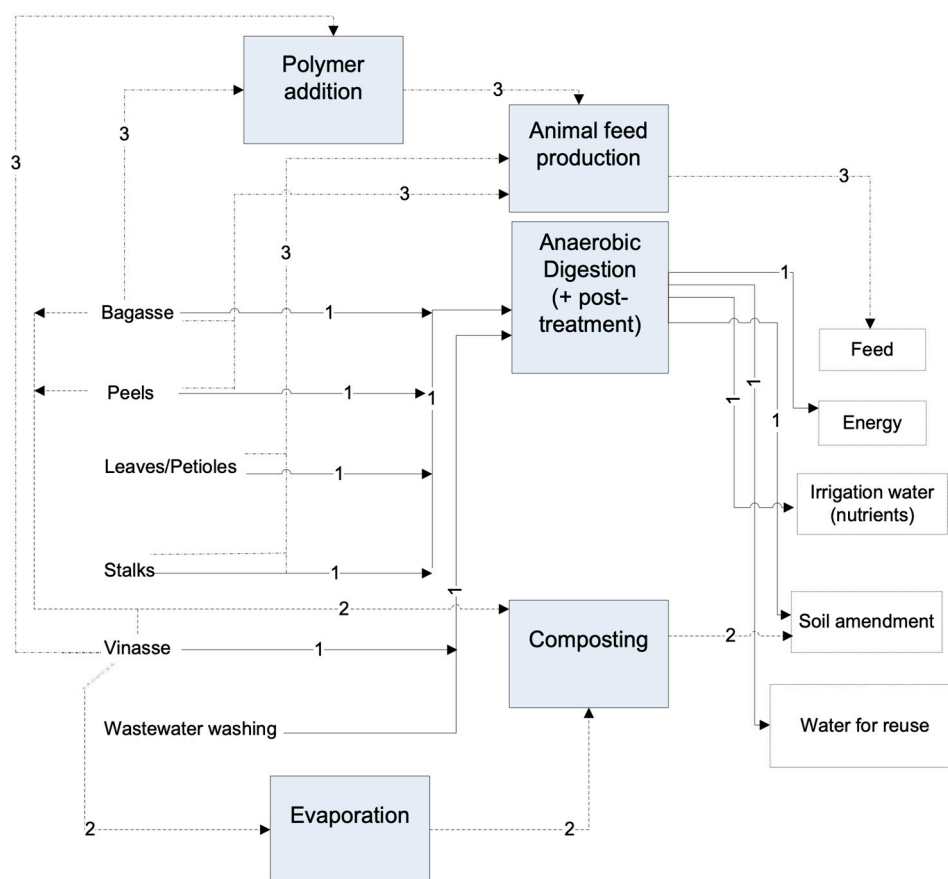 Polymer
addition
3
3
3
Animal feed
production
3
3
3
Anaerobic
Digestion
(+ post-
treatment)
1
Bagasse
1
Feed
Peels
1
1
1
1
1
Energy
Leaves/Petioles
1
Irrigation water
(nutrients)
Stalks
1
1
2
Composting
2
Soil amendment
Vinasse
1
Wastewater washing
Water for reuse
Evaporation
2
2